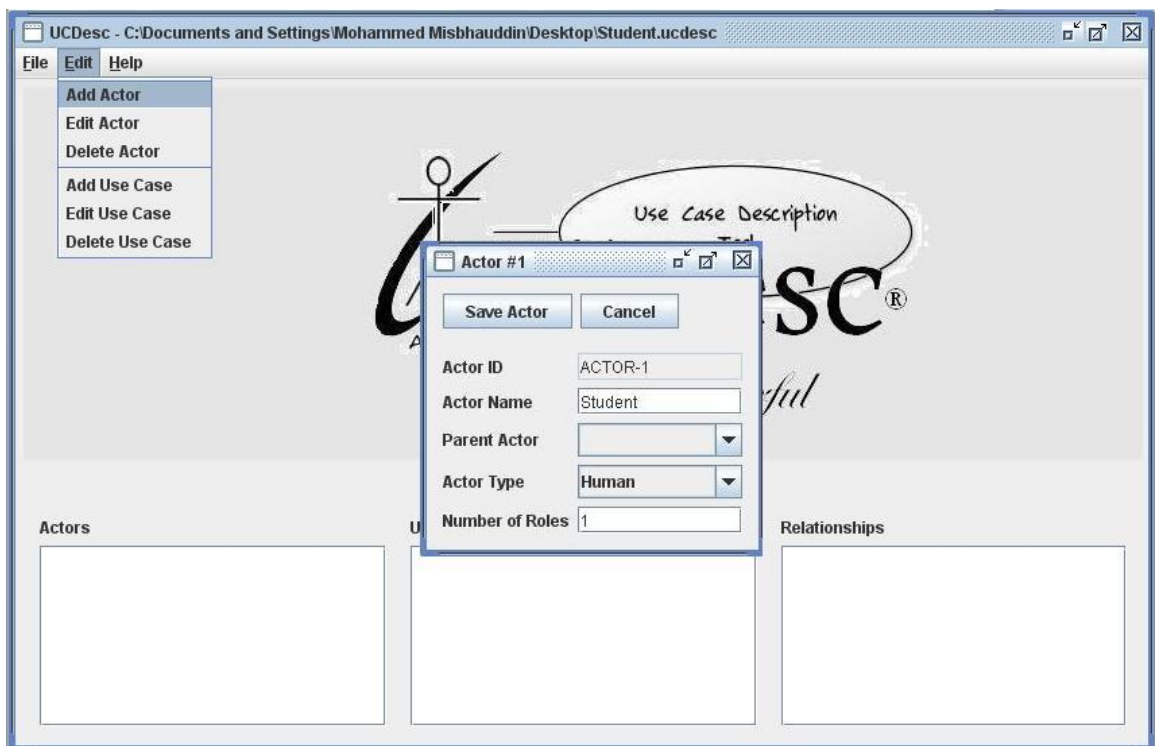 UCDesc - C:\Documents and Settings\Mohammed Misbhauddin\Desktop\Student.ucdesc
File Edit Help
Add Actor
Edit Actor
Delete Actor
Add Use Case
Edit Use Case
Delete Use Case
Use Case Description
sc®
Actor #1
Save Actor Cancel
Actor ID ACTOR-1
Actor Name Student
Parent Actor
Actor Type Human
Number of Roles 1
Actors
Relationships